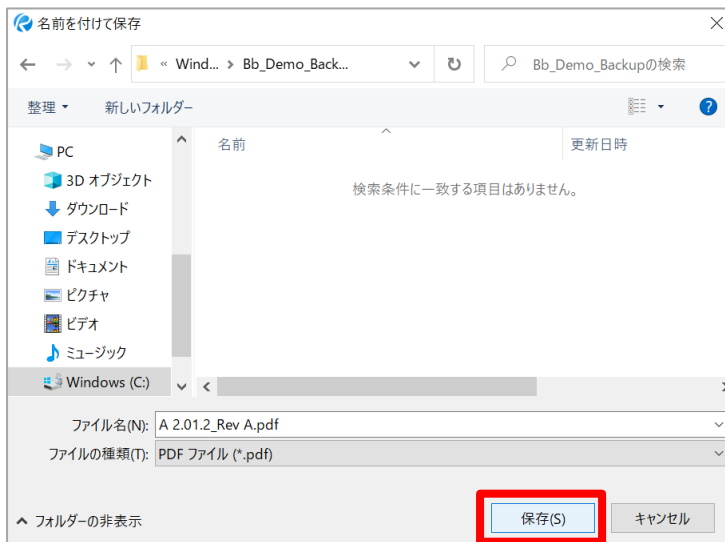 名前を付けて保存
« Wind... › Bb_Demo_Back...
Bb_Demo_Backupの検索
整理
新しいフォルダー
名前
更新日時
PC
検索条件に一致する項目はありません。
3D オブジェクト
ダウンロード
デスクトップ
ドキュメント
ピクチャ
ビデオ
ミュージック
Windows (C:)
ファイル名(N): A 2.01.2_Rev A.pdf
ファイルの種類(T): PDF ファイル (*.pdf)
フォルダーの非表示
保存(S)
キャンセル